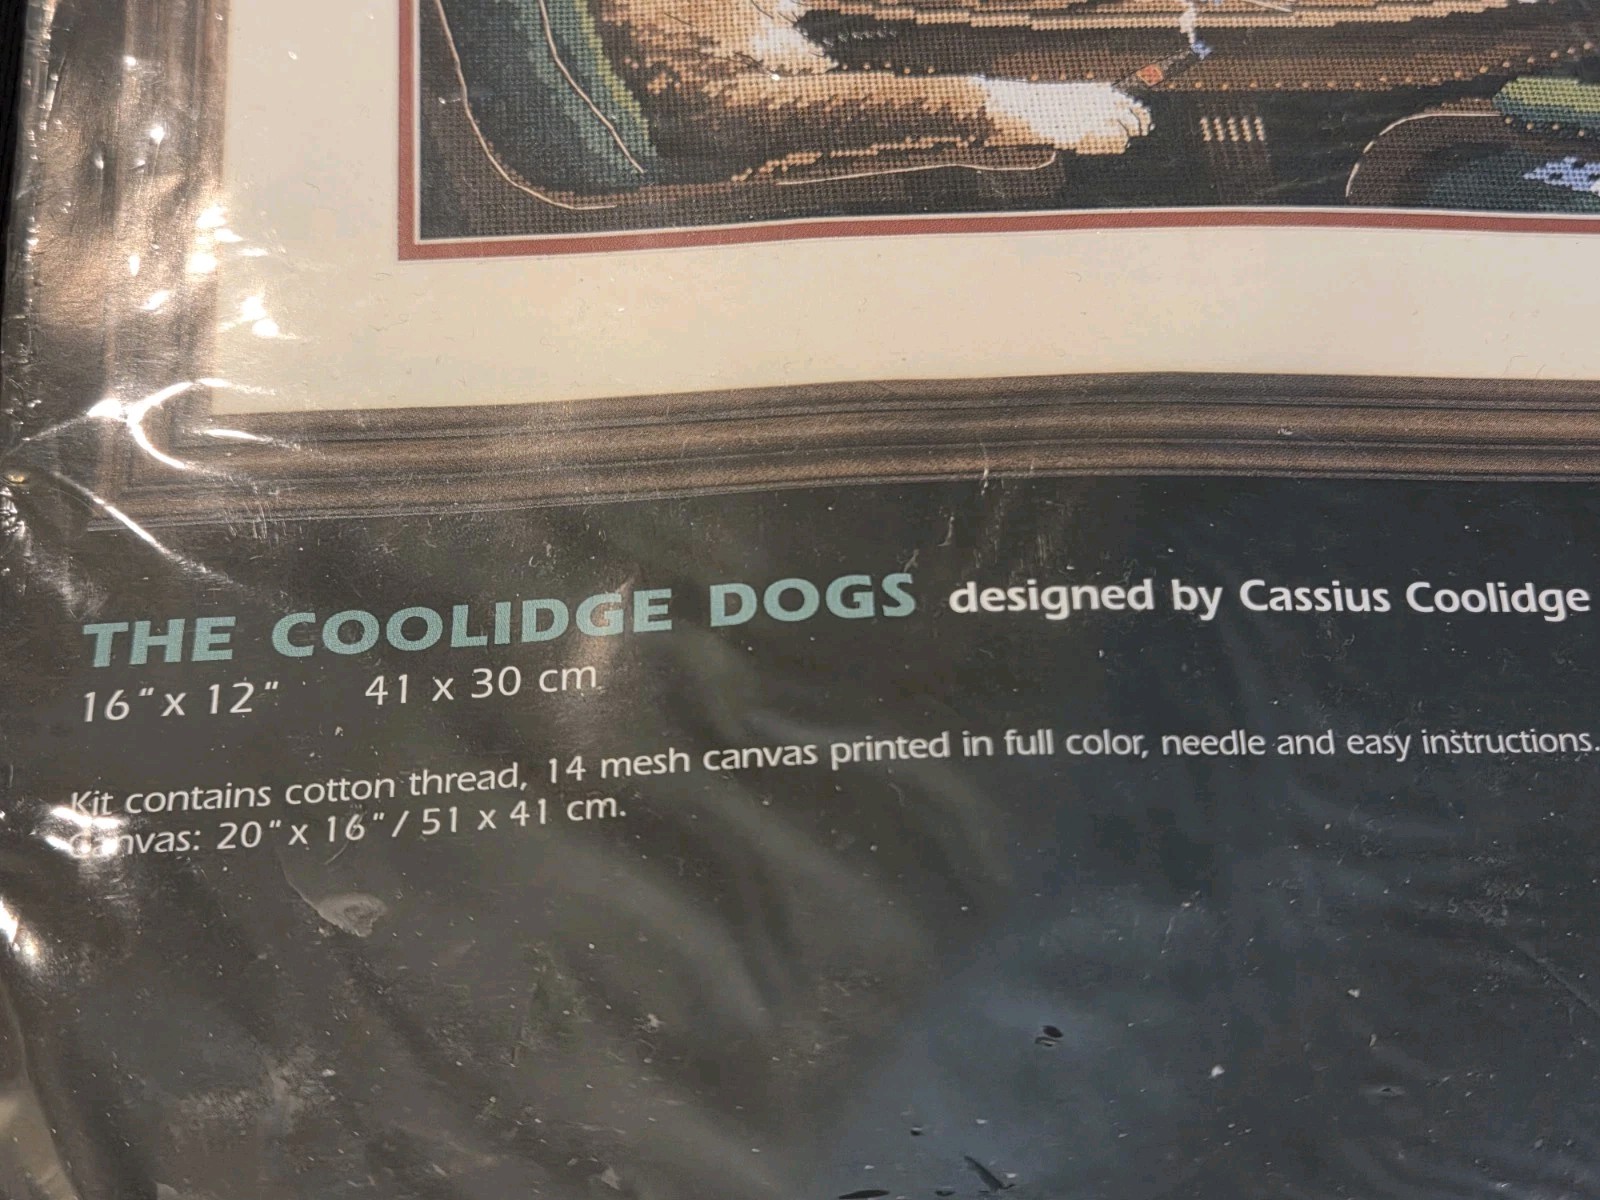 THE COOLIDGE DOGS designed by Cassius Coolidge
16" x 12" 41 x 30 cm
Kit contains cotton thread, 14 mesh canvas printed in full color, needle and easy instructions.
Canvas: 20" x 16" / 51 x 41 cm.